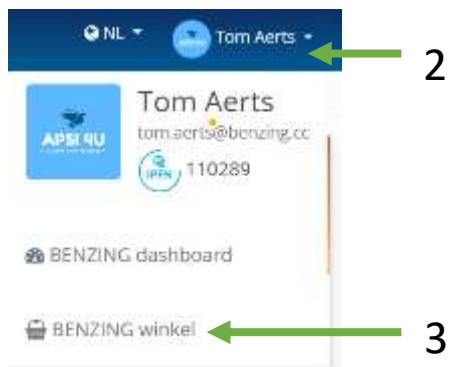 NL
Tom Aerts
2
Tom Aerts
tom.aerts@benzing.cc
APSI 4U
IPFN 110289
BENZING dashboard
BENZING winkel
3